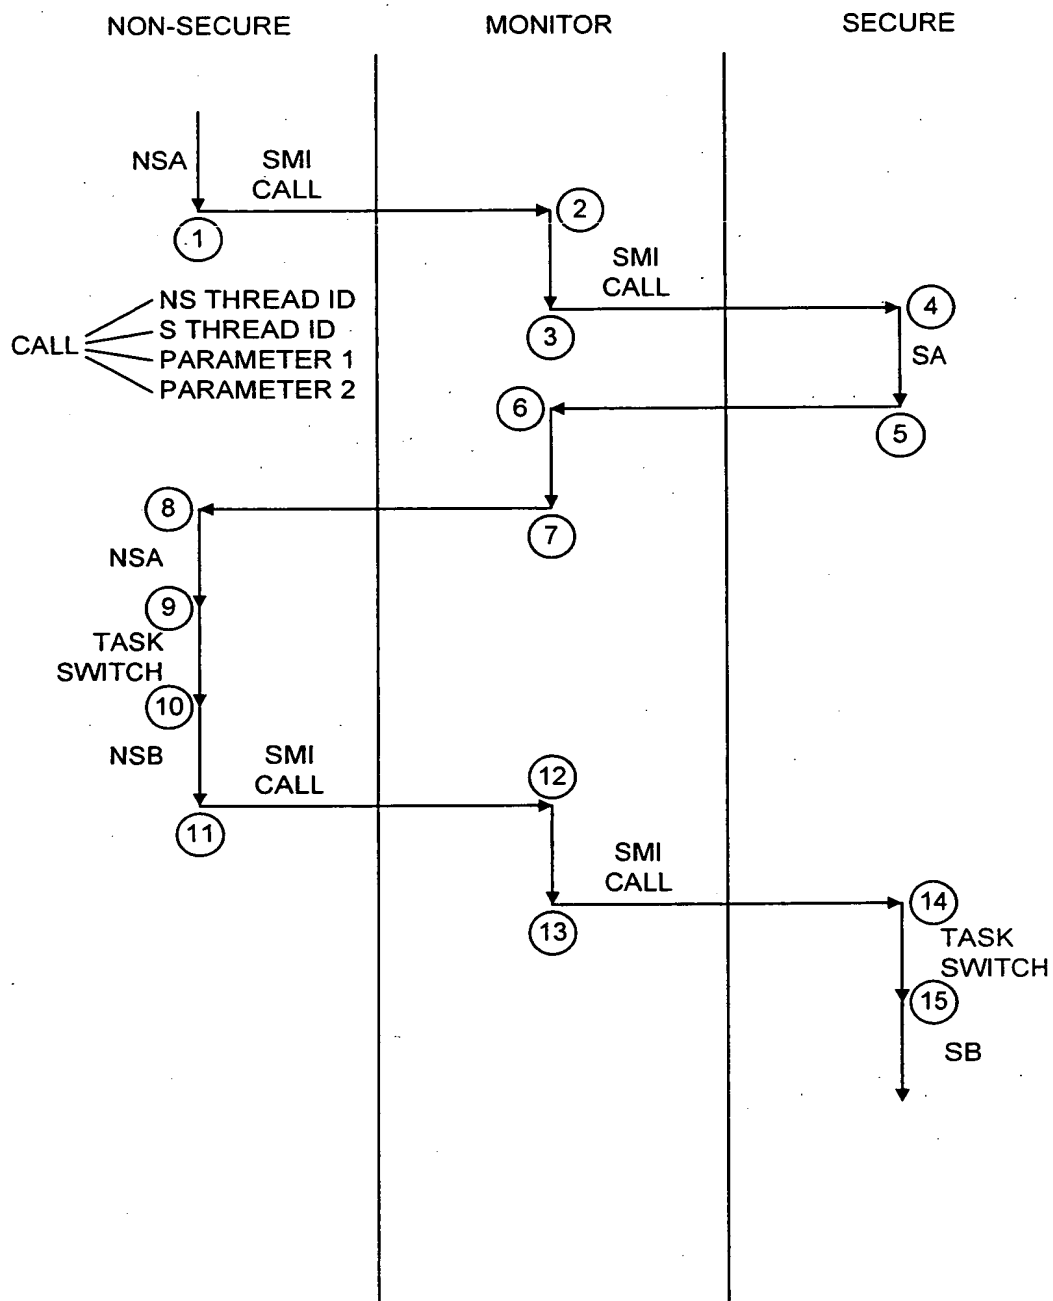 NON-SECURE
MONITOR
SECURE
NSA
SMI
CALL
1
2
SMI
CALL
3
4
CALL
NS THREAD ID
S THREAD ID
PARAMETER 1
PARAMETER 2
SA
6
5
8
7
NSA
9
TASK
SWITCH
10
NSB
SMI
CALL
12
11
SMI
CALL
13
14
TASK
SWITCH
15
SB